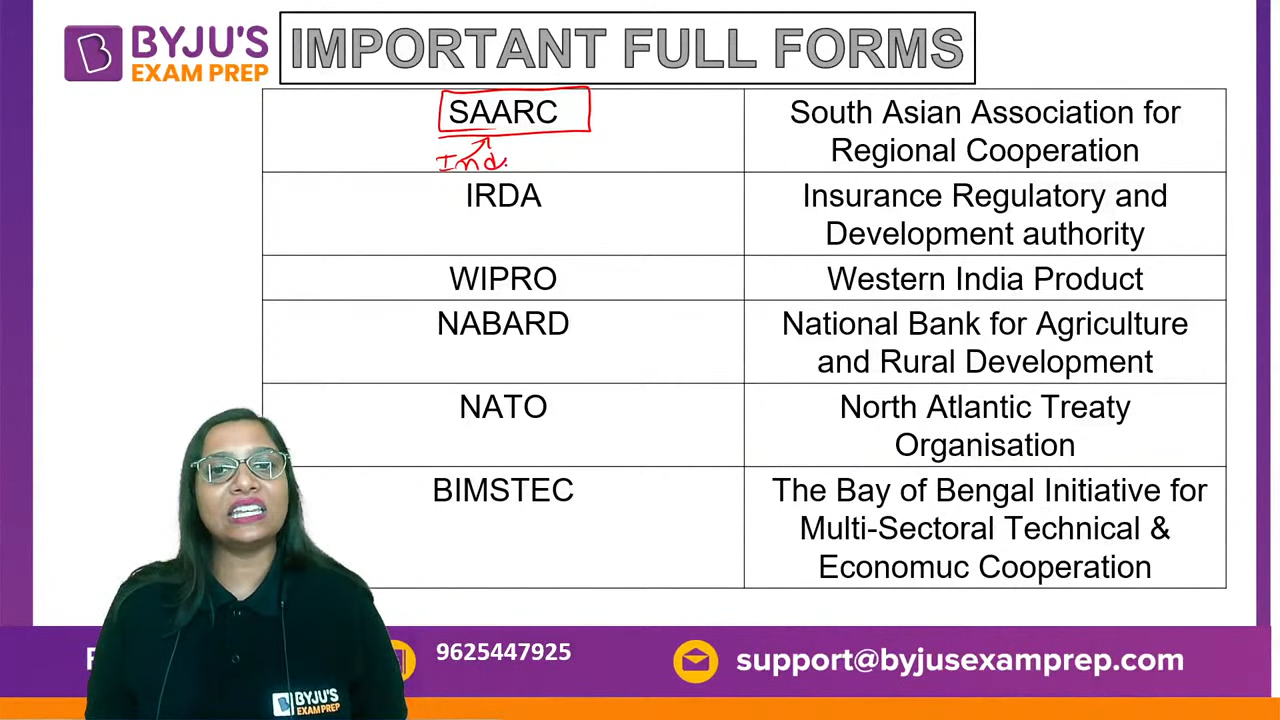 BYJU'S
EXAM PREP
IMPORTANT FULL FORMS
SAARC
Ind.
South Asian Association for
Regional Cooperation
IRDA
Insurance Regulatory and
Development authority
WIPRO
Western India Product
NABARD
National Bank for Agriculture
and Rural Development
NATO
North Atlantic Treaty
Organisation
BIMSTEC
The Bay of Bengal Initiative for
Multi-Sectoral Technical &
Economuc Cooperation
9625447925
support@byjusexamprep.com
BYJU'S
EXAM PREP